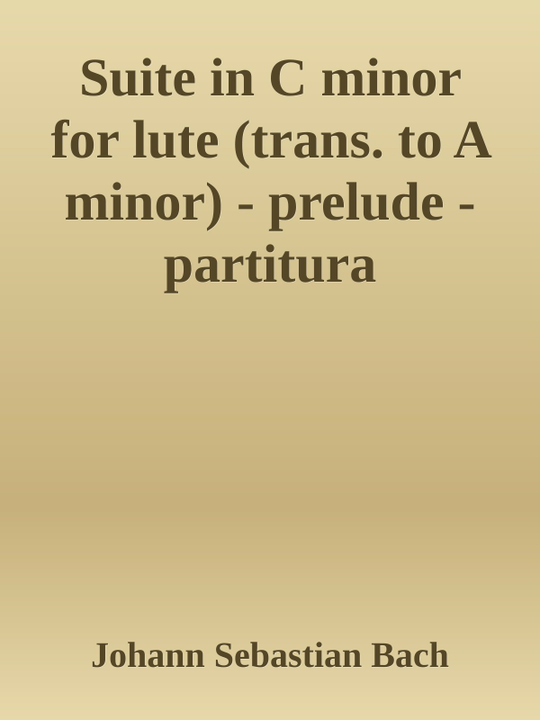 Suite in C minor
for lute (trans. to A
minor) - prelude -
partitura
Johann Sebastian Bach